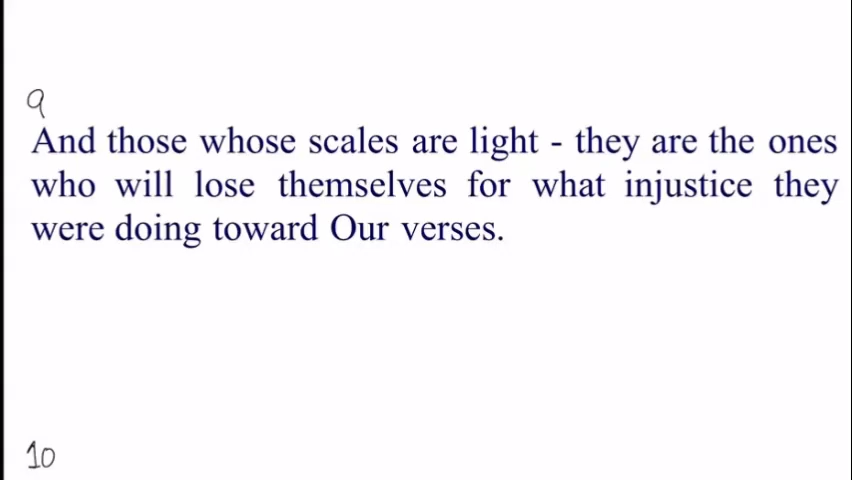 9
And those whose scales are light - they are the ones
who will lose themselves for what injustice they
were doing toward Our verses.
10